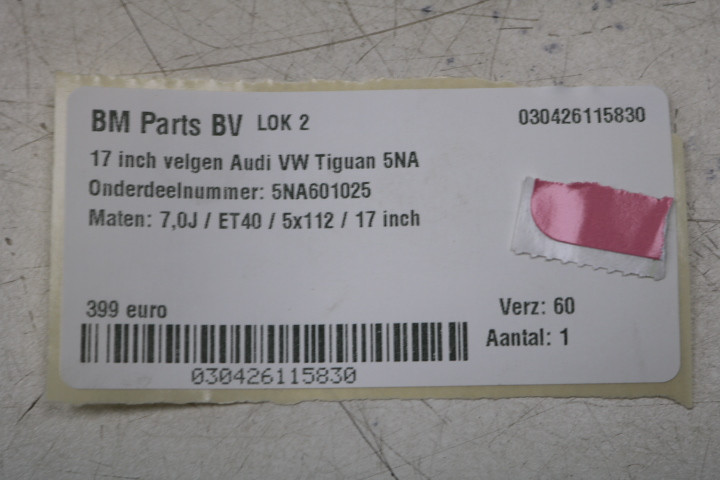 BM Parts BV LOK 2 030426115830
17 inch velgen Audi VW Tiguan 5NA
Onderdeelnummer: 5NA601025
Maten: 7,0J / ET40 / 5x112 / 17 inch
399 euro Verz: 60
Aantal: 1
030426115830